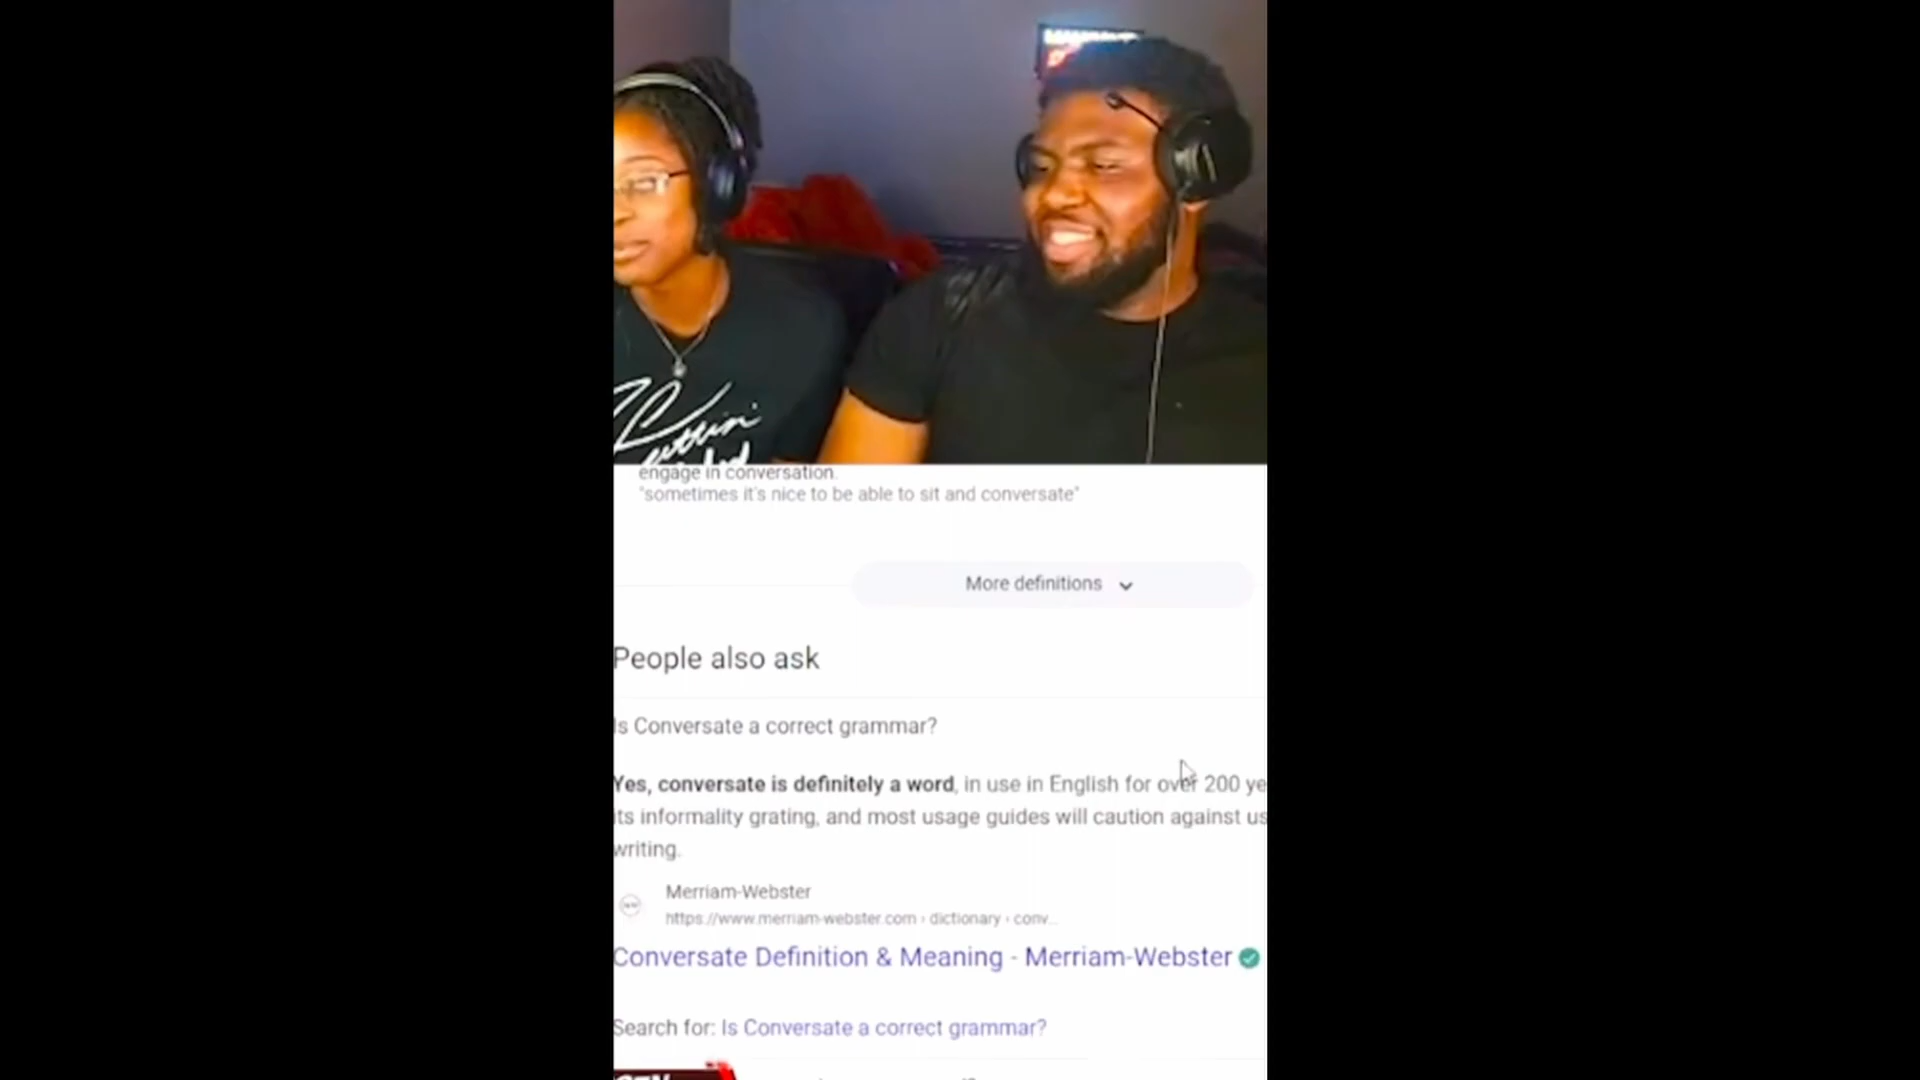 engage in conversation.
"sometimes it's nice to be able to sit and conversate"
More definitions
People also ask
Is Conversate a correct grammar?
Yes, conversate is definitely a word, in use in English for over 200 ye
its informality grating, and most usage guides will caution against us
writing.
Merriam-Webster
https://www.merriam-webster.com › dictionary › conv...
Conversate Definition & Meaning - Merriam-Webster
Search for: Is Conversate a correct grammar?